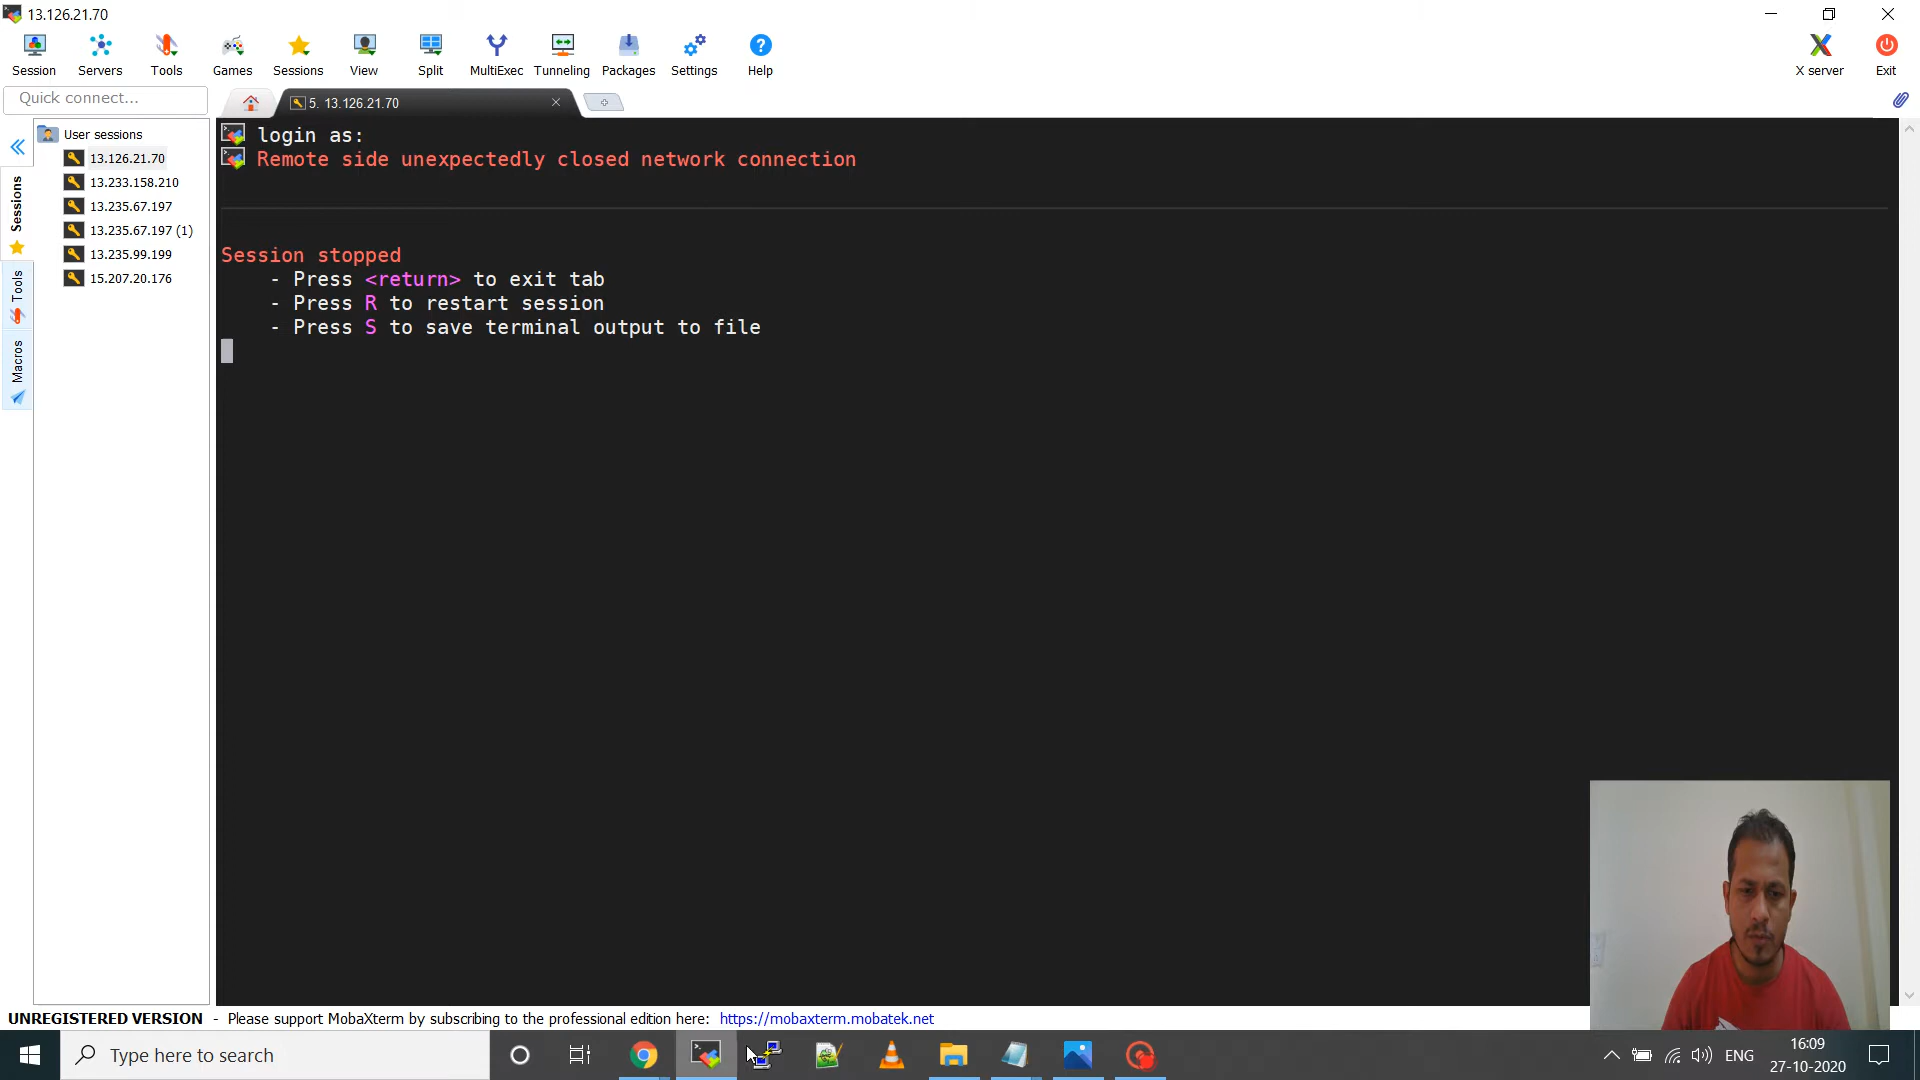 13.126.21.70
Session
Servers
Tools
Games
Sessions
View
Split
MultiExec
Tunneling
Packages
Settings
Help
X server
Exit
Quick connect...
5. 13.126.21.70
User sessions
13.126.21.70
13.233.158.210
13.235.67.197
13.235.67.197 (1)
13.235.99.199
15.207.20.176
Sessions
Tools
Macros
login as:
Remote side unexpectedly closed network connection
Session stopped
- Press <return> to exit tab
- Press R to restart session
- Press S to save terminal output to file
UNREGISTERED VERSION - Please support MobaXterm by subscribing to the professional edition here: https://mobaxterm.mobatek.net
Type here to search
ENG
16:09
27-10-2020